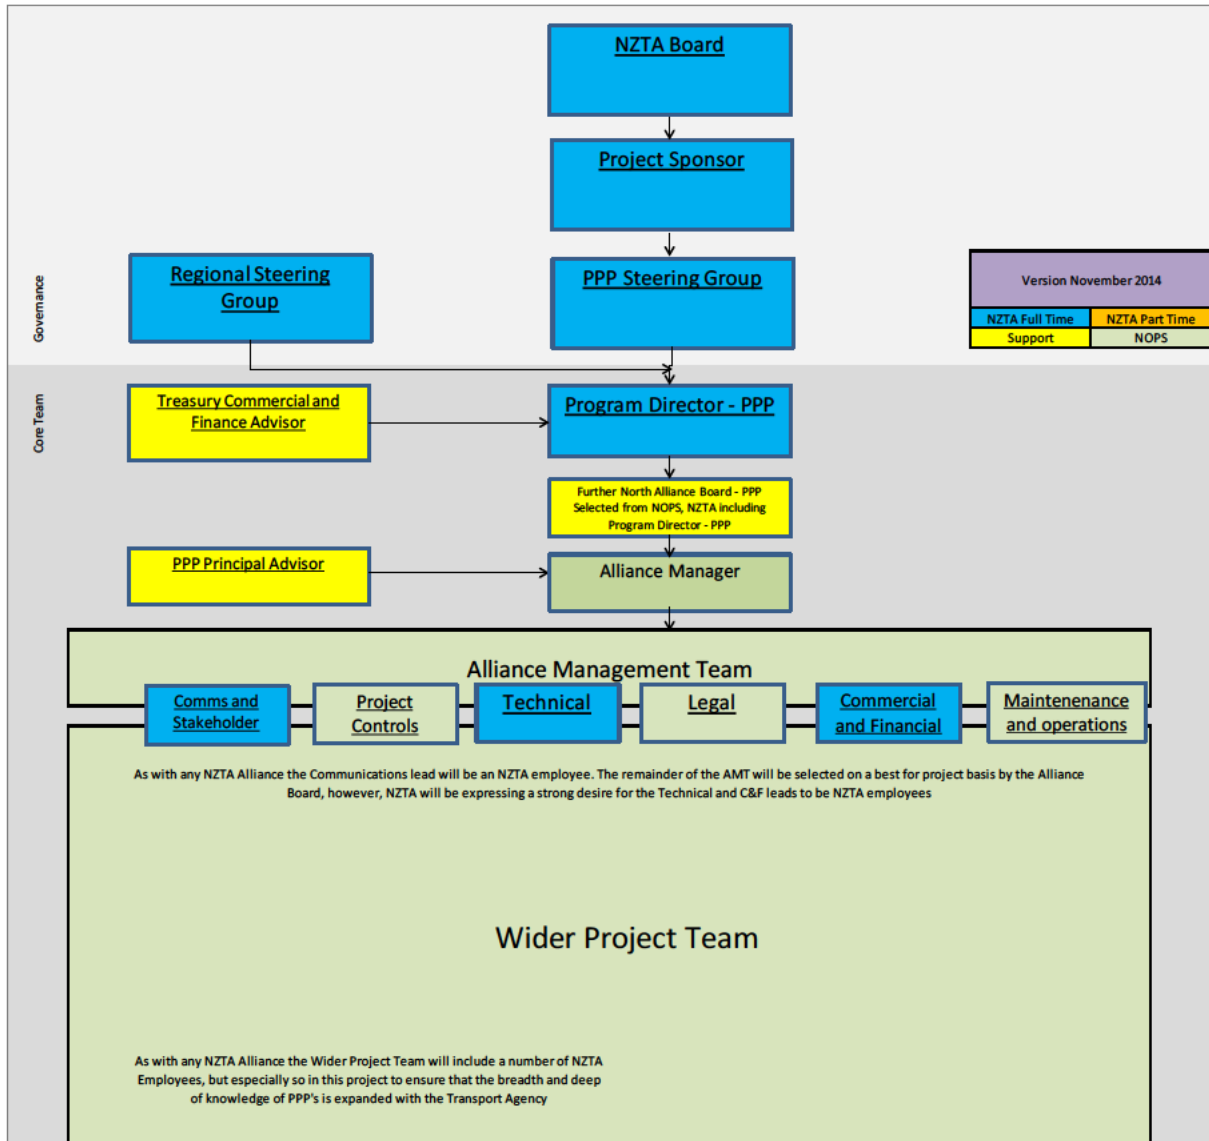 NZTA Board
Project Sponsor
Governance
Regional Steering
Group
PPP Steering Group
Version November 2014
NZTA Full Time
NZTA Part Time
Support
NOPS
Core Team
Treasury Commercial and
Finance Advisor
Program Director - PPP
Further North Alliance Board - PPP
Selected from NOPS, NZTA including
Program Director - PPP
PPP Principal Advisor
Alliance Manager
Alliance Management Team
Comms and
Stakeholder
Project
Controls
Technical
Legal
Commercial
and Financial
Maintenenance
and operations
As with any NZTA Alliance the Communications lead will be an NZTA employee. The remainder of the AMT will be selected on a best for project basis by the Alliance
Board, however, NZTA will be expressing a strong desire for the Technical and C&F leads to be NZTA employees
Wider Project Team
As with any NZTA Alliance the Wider Project Team will include a number of NZTA
Employees, but especially so in this project to ensure that the breadth and deep
of knowledge of PPP's is expanded with the Transport Agency